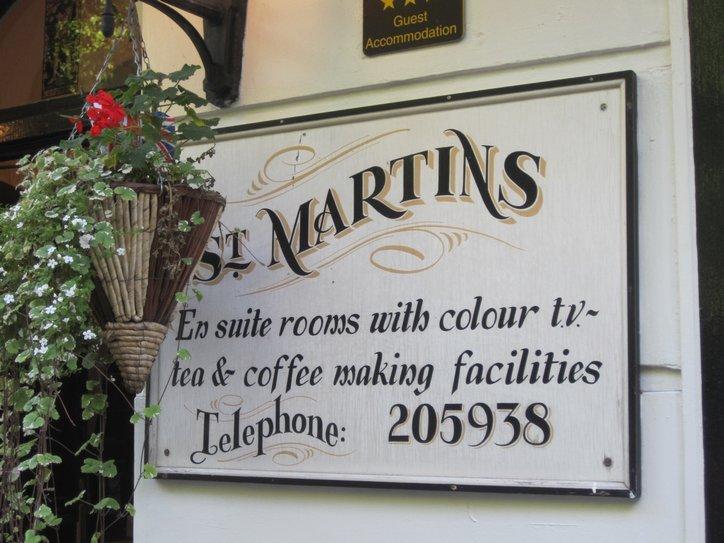 Guest
Accommodation
St. MARTINS
En suite rooms with colour t.v~
tea & coffee making facilities
Telephone: 205938